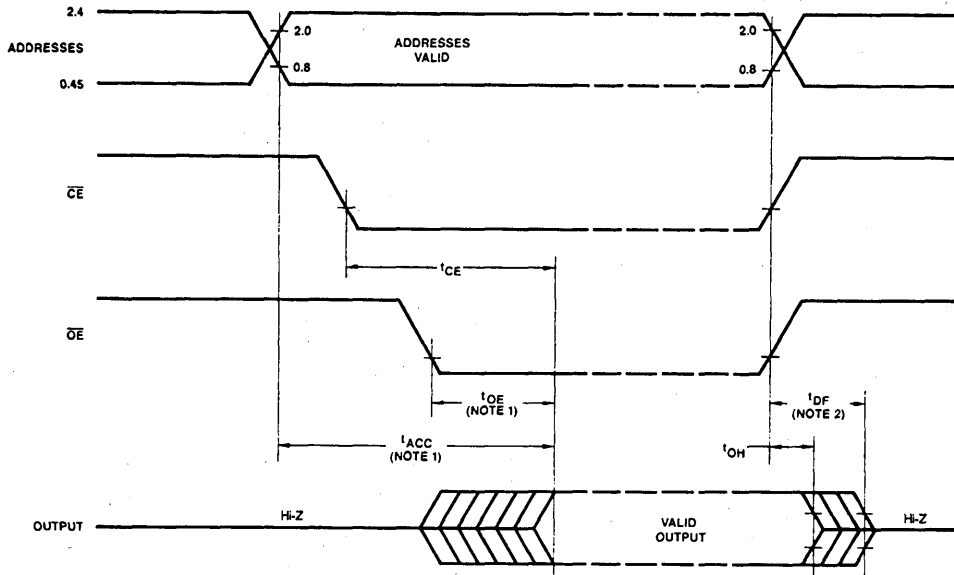 2.4
ADDRESSES
0.45
2.0
0.8
ADDRESSES
VALID
2.0
0.8
CE
tCE
OE
tOE
(NOTE 1)
tDF
(NOTE 2)
tACC
(NOTE 1)
tOH
OUTPUT
Hi-Z
VALID
OUTPUT
Hi-Z